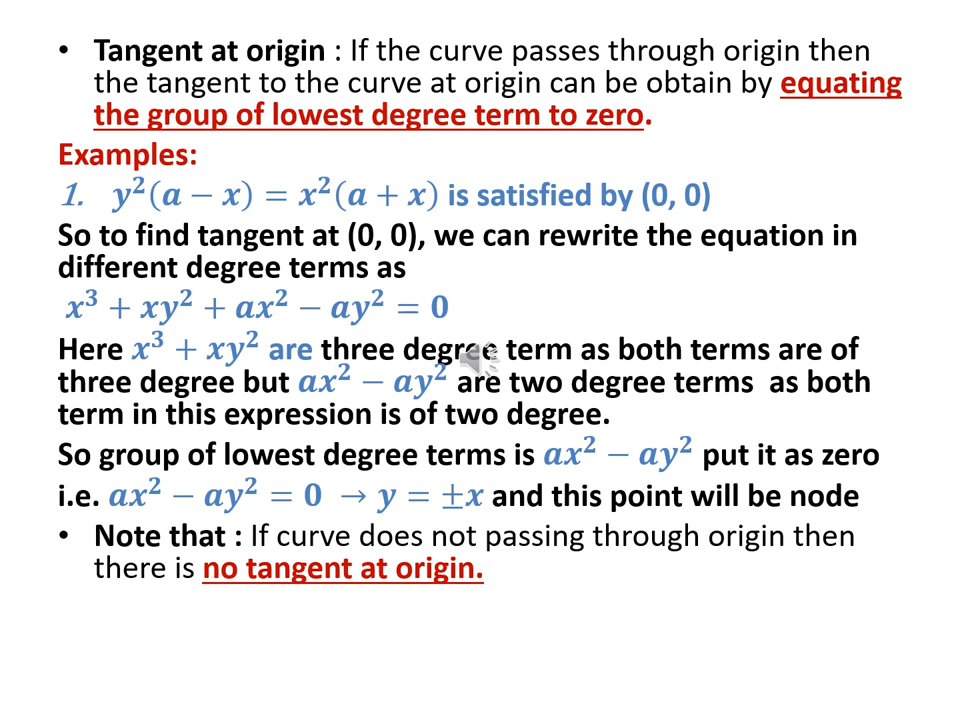 • Tangent at origin : If the curve passes through origin then
the tangent to the curve at origin can be obtain by equating
the group of lowest degree term to zero.
Examples:
1. y²(a − x) = x²(a + x) is satisfied by (0, 0)
So to find tangent at (0, 0), we can rewrite the equation in
different degree terms as
x³ + xy² + ax² − ay² = 0
Here x³ + xy² are three degree term as both terms are of
three degree but ax² − ay² are two degree terms as both
term in this expression is of two degree.
So group of lowest degree terms is ax² − ay² put it as zero
i.e. ax² − ay² = 0 → y = ±x and this point will be node
• Note that : If curve does not passing through origin then
there is no tangent at origin.